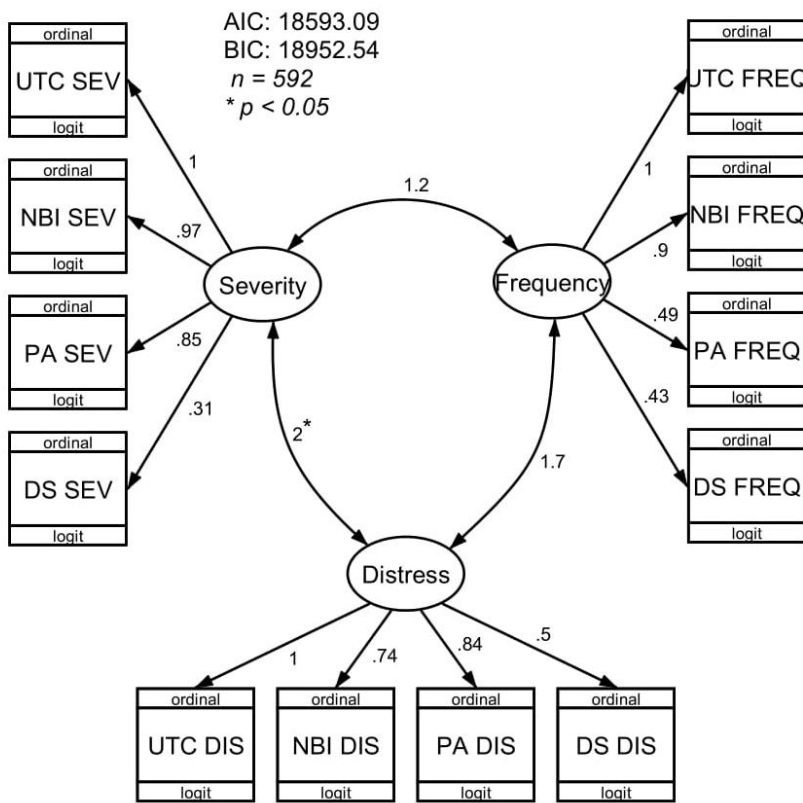 AIC: 18593.09
BIC: 18952.54
n = 592
* p < 0.05
ordinal
UTC SEV
logit
ordinal
NBI SEV
logit
ordinal
PA SEV
logit
ordinal
DS SEV
logit
1
.97
.85
.31
Severity
1.2
Frequency
1
.9
.49
.43
ordinal
UTC FREQ
logit
ordinal
NBI FREQ
logit
ordinal
PA FREQ
logit
ordinal
DS FREQ
logit
2*
1.7
Distress
1
.74
.84
.5
ordinal
UTC DIS
logit
ordinal
NBI DIS
logit
ordinal
PA DIS
logit
ordinal
DS DIS
logit